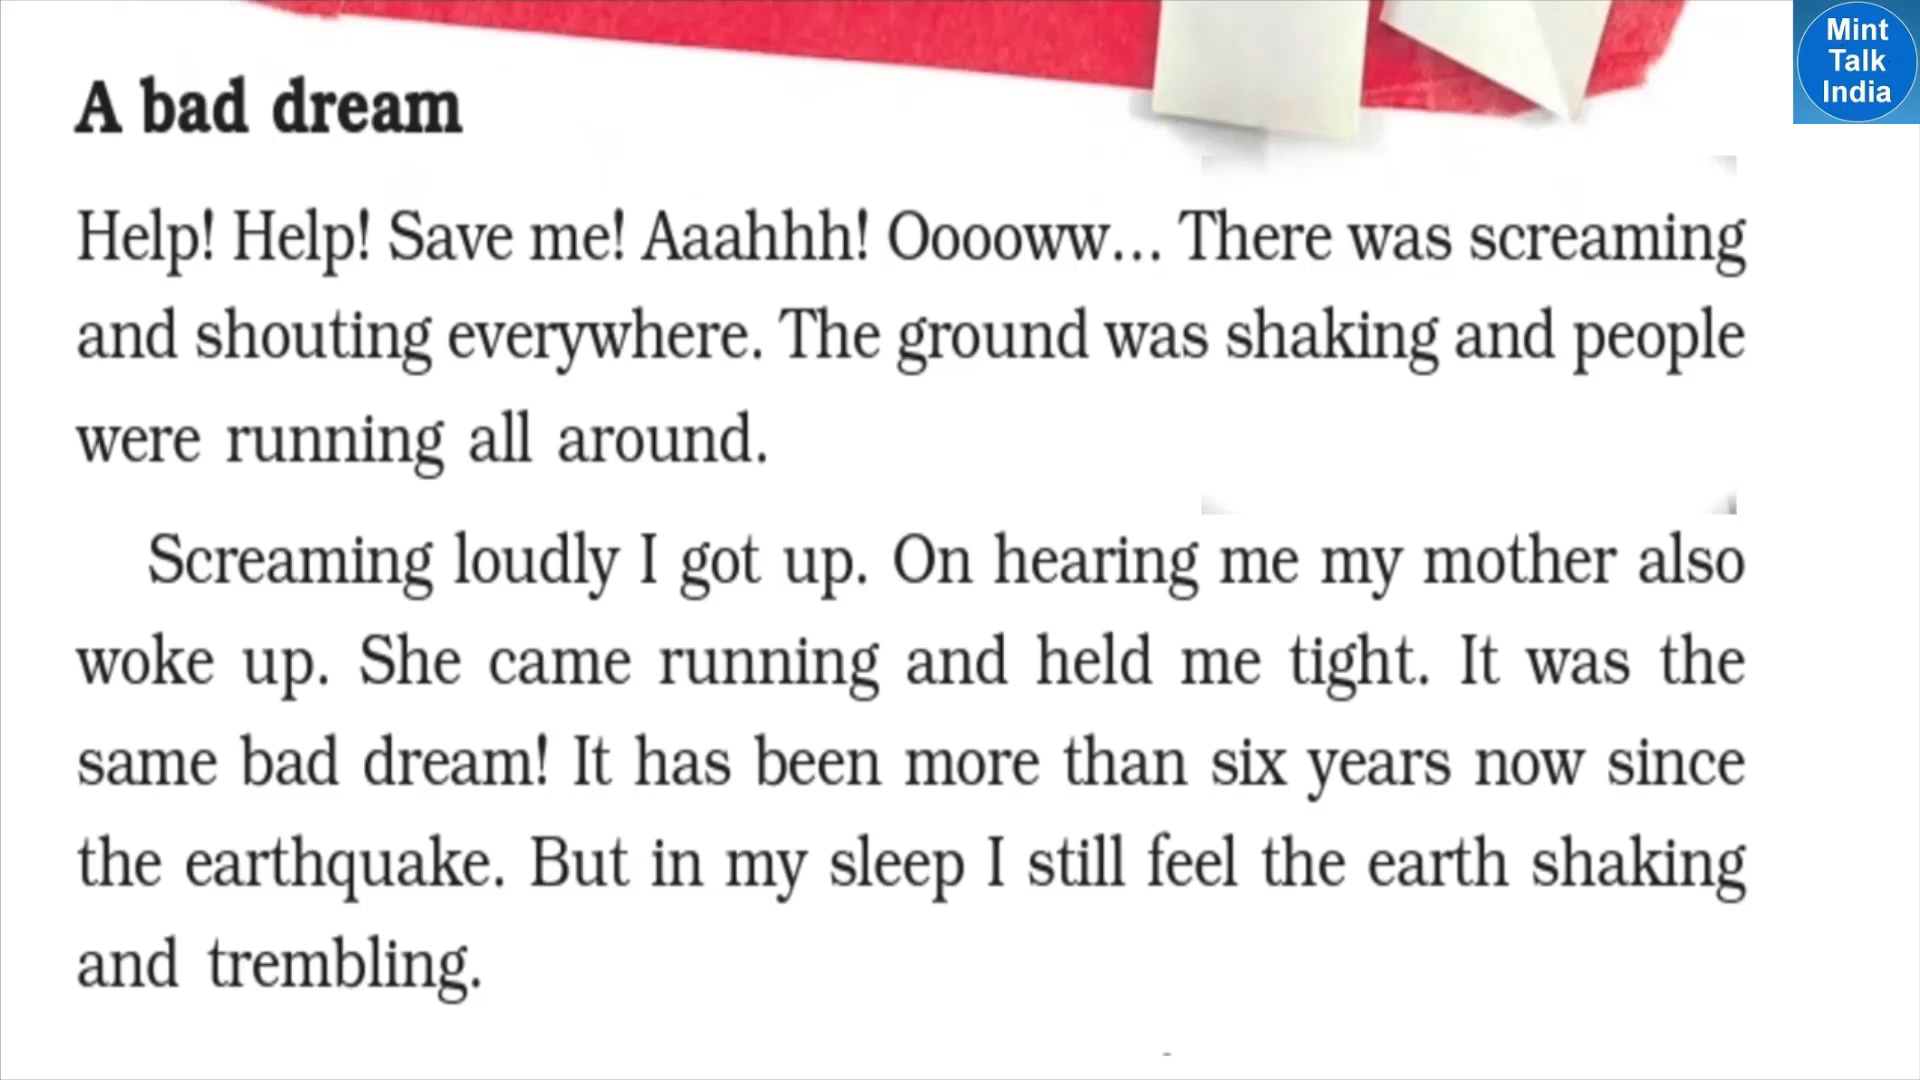 Mint
Talk
India
A bad dream
Help! Help! Save me! Aaahhh! Ooooww... There was screaming
and shouting everywhere. The ground was shaking and people
were running all around.
Screaming loudly I got up. On hearing me my mother also
woke up. She came running and held me tight. It was the
same bad dream! It has been more than six years now since
the earthquake. But in my sleep I still feel the earth shaking
and trembling.